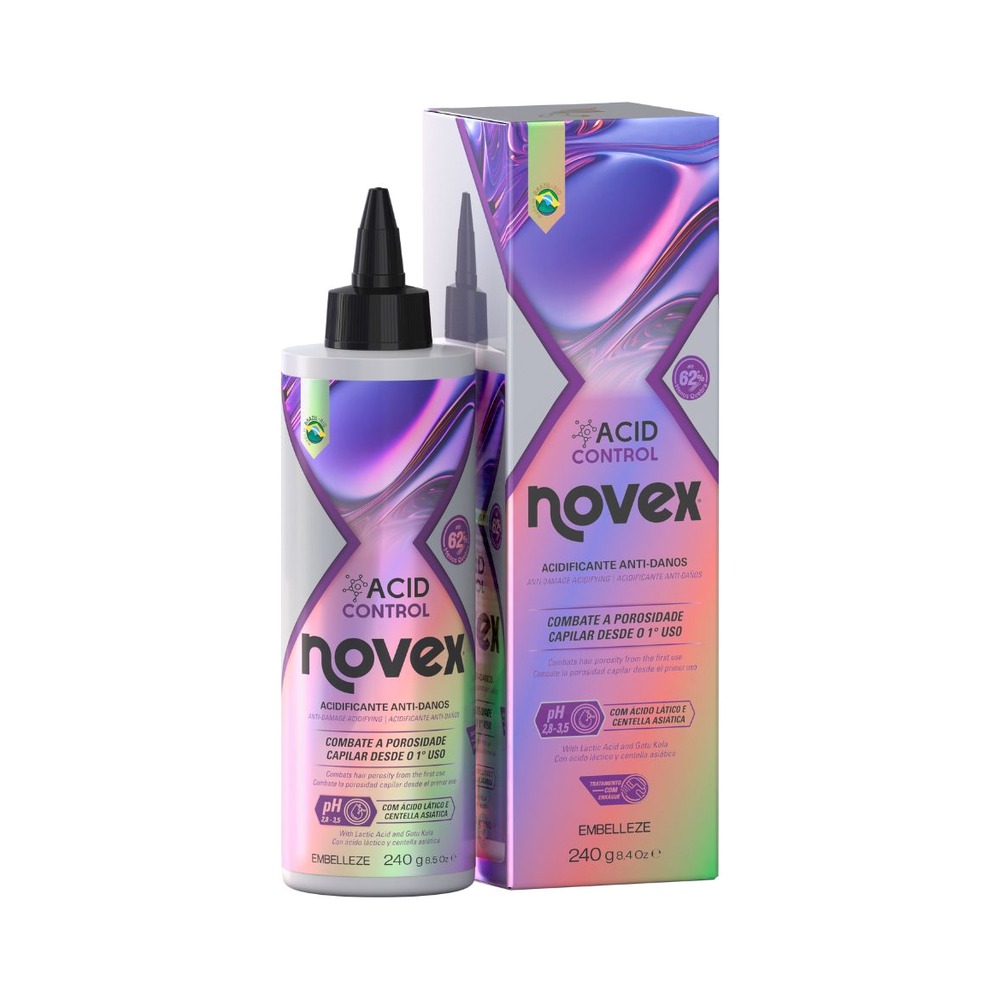 62%
ACID
CONTROL
novex
ACIDIFICANTE ANTI-DANOS
ANTI-DAMAGE ACIDIFYING | ACIDIFICANTE ANTI-DAÑOS
COMBATE A POROSIDADE
CAPILAR DESDE O 1° USO
Combats hair porosity from the first use
Combate la porosidad capilar desde el primer uso
pH
2,8 - 3,5
COM ÁCIDO LÁTICO E
CENTELLA ASIÁTICA
With Lactic Acid and Gotu Kola
Con ácido láctico y centella asiática
EMBELLEZE 240 g 8.5 Oz ℮
62%
ACID
CONTROL
novex
ACIDIFICANTE ANTI-DANOS
ANTI-DAMAGE ACIDIFYING | ACIDIFICANTE ANTI-DAÑOS
COMBATE A POROSIDADE
CAPILAR DESDE O 1° USO
Combats hair porosity from the first use
Combate la porosidad capilar desde el primer uso
pH
2,8-3,5
COM ÁCIDO LÁTICO E
CENTELLA ASIÁTICA
With Lactic Acid and Gotu Kola
Con ácido láctico y centella asiática
TRATAMENTO
COM
ENXÁGUE
EMBELLEZE
240 g 8.4 Oz ℮